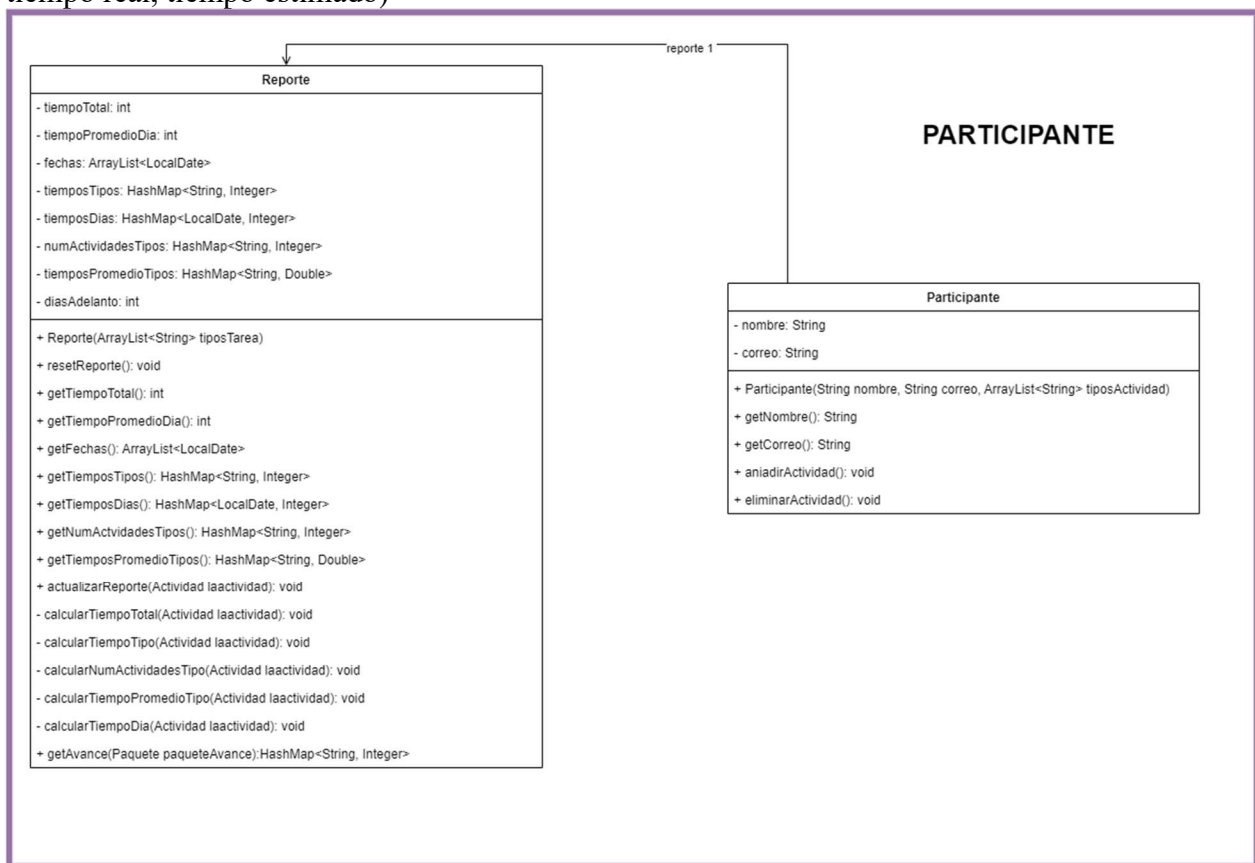 tiempo real, tiempo estimado)
reporte 1
Reporte
- tiempoTotal: int
- tiempoPromedioDia: int
- fechas: ArrayList<LocalDate>
- tiemposTipos: HashMap<String, Integer>
- tiemposDias: HashMap<LocalDate, Integer>
- numActividadesTipos: HashMap<String, Integer>
- tiemposPromedioTipos: HashMap<String, Double>
- diasAdelanto: int
+ Reporte(ArrayList<String> tiposTarea)
+ resetReporte(): void
+ getTiempoTotal(): int
+ getTiempoPromedioDia(): int
+ getFechas(): ArrayList<LocalDate>
+ getTiemposTipos(): HashMap<String, Integer>
+ getTiemposDias(): HashMap<LocalDate, Integer>
+ getNumActvidadesTipos(): HashMap<String, Integer>
+ getTiemposPromedioTipos(): HashMap<String, Double>
+ actualizarReporte(Actividad laactividad): void
- calcularTiempoTotal(Actividad laactividad): void
- calcularTiempoTipo(Actividad laactividad): void
- calcularNumActividadesTipo(Actividad laactividad): void
- calcularTiempoPromedioTipo(Actividad laactividad): void
- calcularTiempoDia(Actividad laactividad): void
+ getAvance(Paquete paqueteAvance):HashMap<String, Integer>
PARTICIPANTE
Participante
- nombre: String
- correo: String
+ Participante(String nombre, String correo, ArrayList<String> tiposActividad)
+ getNombre(): String
+ getCorreo(): String
+ aniadirActividad(): void
+ eliminarActividad(): void